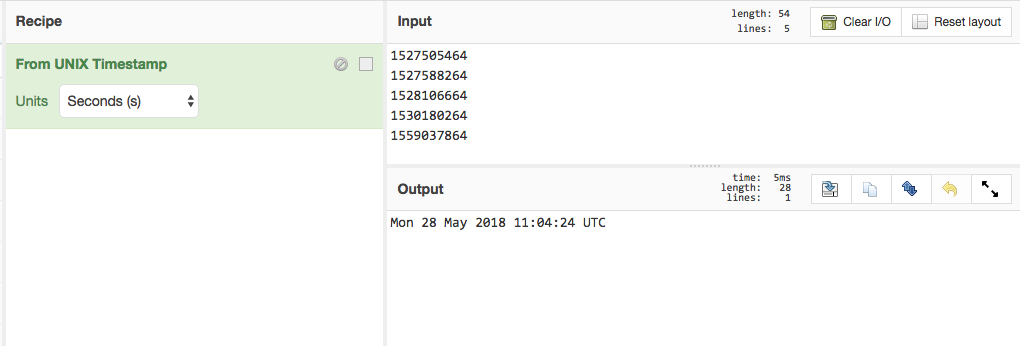 Recipe
From UNIX Timestamp
Units Seconds (s)
Input
length: 54
lines: 5
Clear I/O
Reset layout
1527505464
1527588264
1528106664
1530180264
1559037864
Output
time: 5ms
length: 28
lines: 1
Mon 28 May 2018 11:04:24 UTC